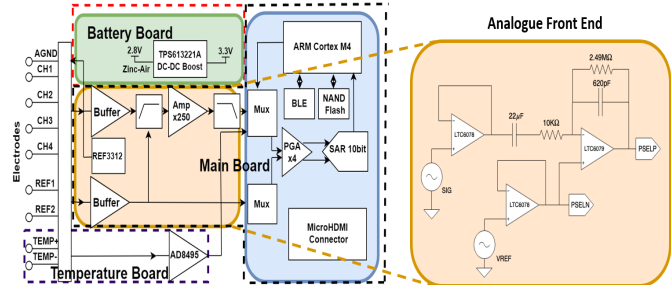 Analogue Front End
Battery Board
2.8V
Zinc-Air
TPS613221A
DC-DC Boost
3.3V
AGND
CH1
CH2
CH3
CH4
REF1
REF2
TEMP+
TEMP-
Electrodes
Buffer
Amp
x250
REF3312
Buffer
AD8495
Temperature Board
Main Board
ARM Cortex M4
Mux
BLE
NAND
Flash
PGA
x4
SAR 10bit
Mux
MicroHDMI
Connector
2.49MΩ
620pF
22µF
10KΩ
LTC6078
LTC6079
PSELP
SIG
LTC6078
PSELN
VREF